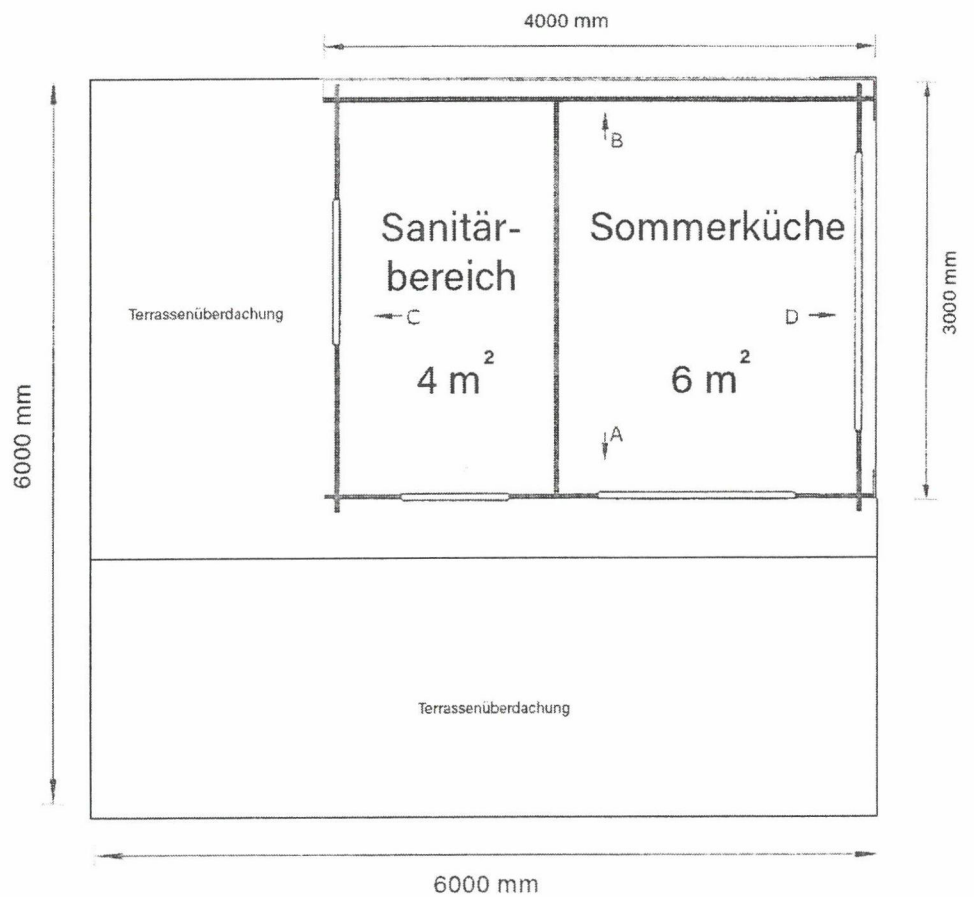 4000 mm
B
Sanitär-
bereich
Sommerküche
Terrassenüberdachung
C
D
3000 mm
4 m²
6 m²
6000 mm
A
Terrassenüberdachung
6000 mm